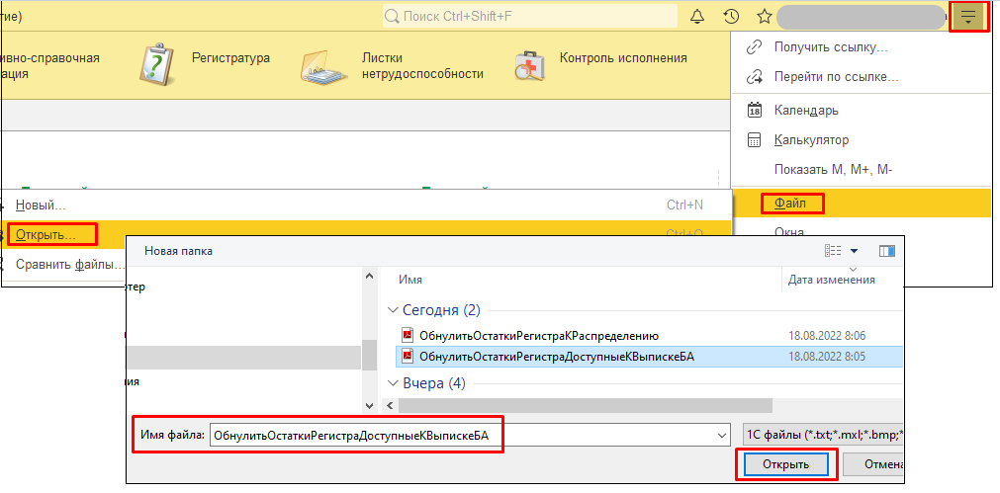 тие)
Поиск Ctrl+Shift+F
ивно-справочная
ация
Регистратура
Листки
нетрудоспособности
Контроль исполнения
Получить ссылку...
Перейти по ссылке...
18 Календарь
Калькулятор
Показать M, M+, M-
Файл
Окна
Новый... Ctrl+N
Открыть... Ctrl+O
Сравнить файлы...
Новая папка
тер
ния
Имя
Дата изменения
Сегодня (2)
ОбнулитьОстаткиРегистраКРаспределению 18.08.2022 8:06
ОбнулитьОстаткиРегистраДоступныеКВыпискеБА 18.08.2022 8:05
Вчера (4)
Имя файла: ОбнулитьОстаткиРегистраДоступныеКВыпискеБА
1С файлы (*.txt;*.mxl;*.bmp;*
Открыть
Отмена